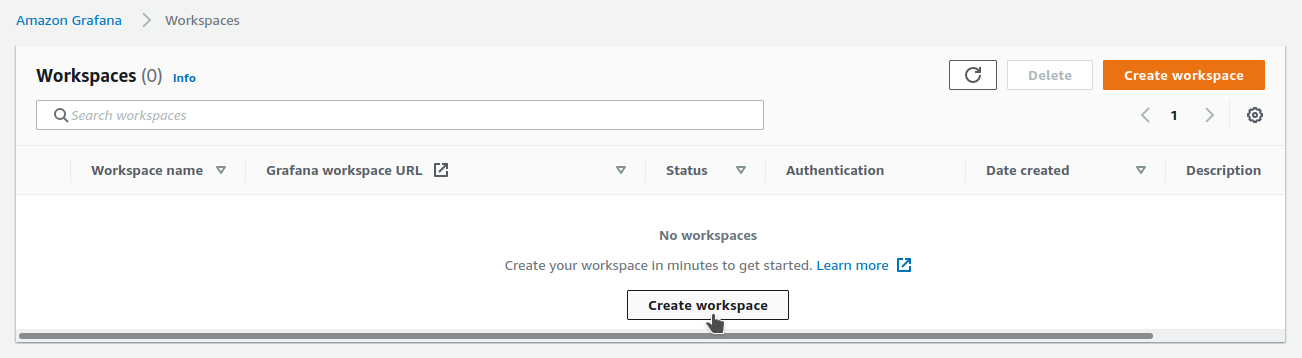 Amazon Grafana > Workspaces
Workspaces (0) Info
Delete
Create workspace
Search workspaces
1
Workspace name
Grafana workspace URL
Status
Authentication
Date created
Description
No workspaces
Create your workspace in minutes to get started. Learn more
Create workspace